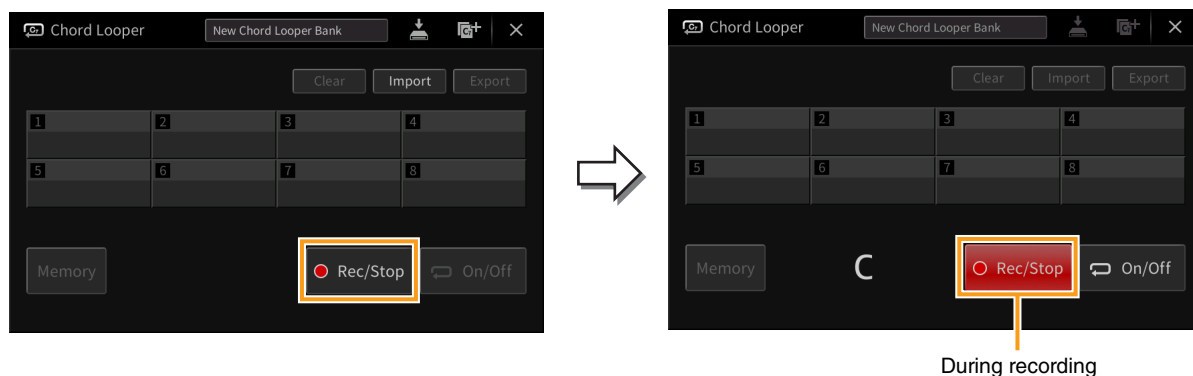 Chord Looper New Chord Looper Bank
Clear Import Export
1 2 3 4
5 6 7 8
Memory Rec/Stop On/Off
Chord Looper New Chord Looper Bank
Clear Import Export
1 2 3 4
5 6 7 8
Memory C Rec/Stop On/Off
During recording